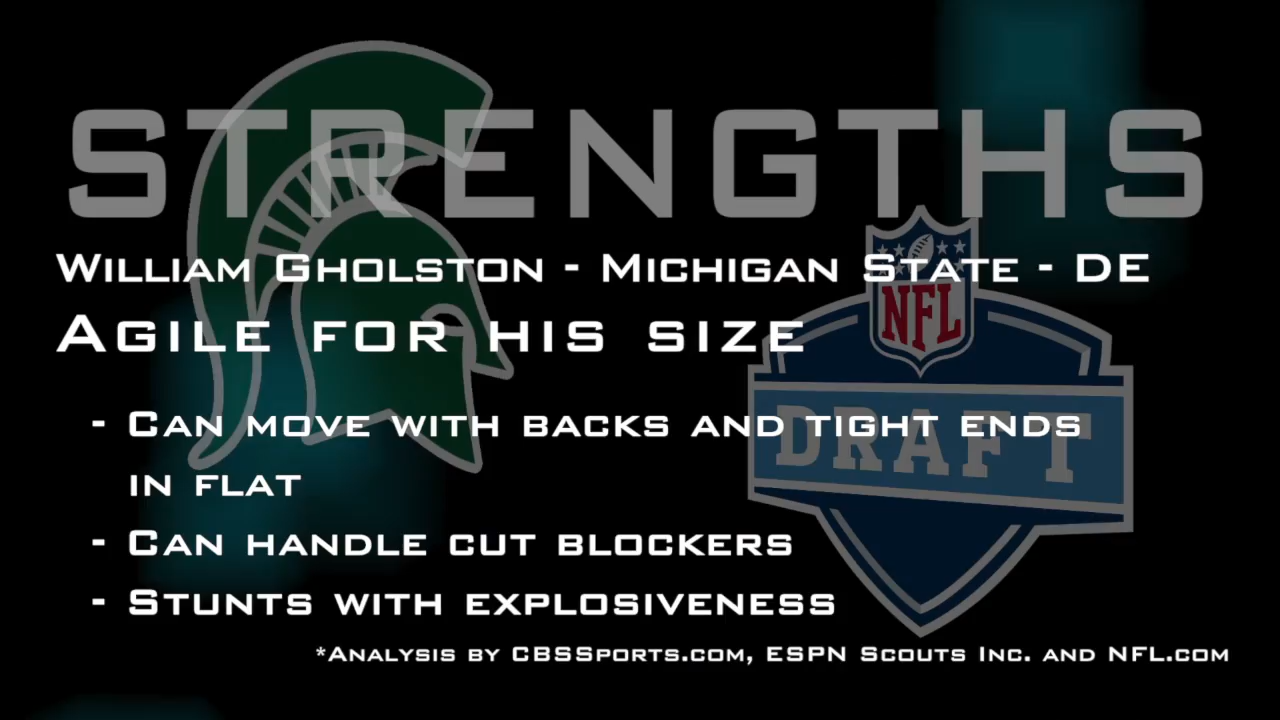 STRENGTHS
William Gholston - Michigan State - DE
Agile for his size
- Can move with backs and tight ends
in flat
- Can handle cut blockers
- Stunts with explosiveness
*Analysis by CBSSports.com, ESPN Scouts Inc. and NFL.com
NFL
DRAFT